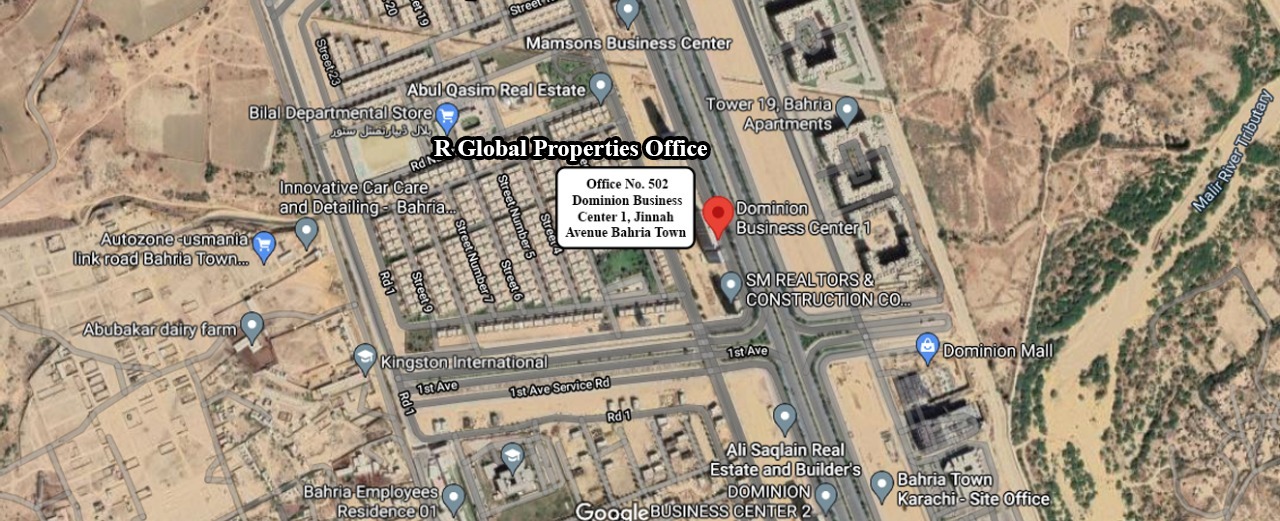 Street 19
Street 23
Mamsons Business Center
Abul Qasim Real Estate
Bilal Departmental Store
بلال ڈپارٹمنٹل سٹور
Tower 19, Bahria
Apartments
Malir River Tributary
R Global Properties Office
Office No. 502
Dominion Business
Center 1, Jinnah
Avenue Bahria Town
Dominion
Business Center 1
Innovative Car Care
and Detailing - Bahria...
Autozone -usmania
link road Bahria Town...
Street Number 5
Street 4
Street Number 7
Street 6
Street 9
Rd 1
SM REALTORS &
CONSTRUCTION CO...
Abubakar dairy farm
Kingston International
1st Ave
Dominion Mall
1st Ave
1st Ave Service Rd
Rd 1
Rd 1
Ali Saqlain Real
Estate and Builder's
Bahria Town
Karachi - Site Office
Bahria Employees
Residence 01
DOMINION
BUSINESS CENTER 2
Google